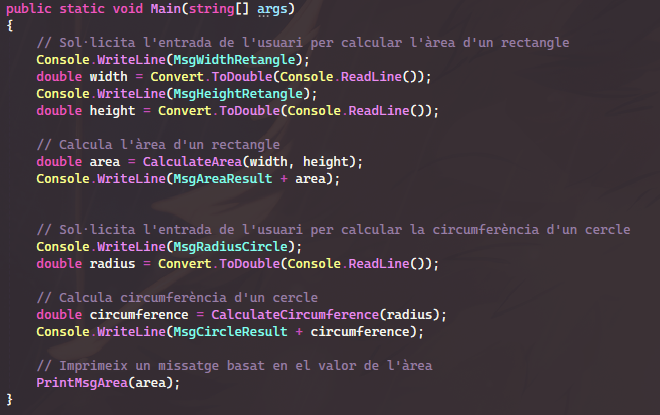 public static void Main(string[] args)
{
// Sol·licita l'entrada de l'usuari per calcular l'àrea d'un rectangle
Console.WriteLine(MsgWidthRetangle);
double width = Convert.ToDouble(Console.ReadLine());
Console.WriteLine(MsgHeightRetangle);
double height = Convert.ToDouble(Console.ReadLine());
// Calcula l'àrea d'un rectangle
double area = CalculateArea(width, height);
Console.WriteLine(MsgAreaResult + area);
// Sol·licita l'entrada de l'usuari per calcular la circumferència d'un cercle
Console.WriteLine(MsgRadiusCircle);
double radius = Convert.ToDouble(Console.ReadLine());
// Calcula circumferència d'un cercle
double circumference = CalculateCircumference(radius);
Console.WriteLine(MsgCircleResult + circumference);
// Imprimeix un missatge basat en el valor de l'àrea
PrintMsgArea(area);
}